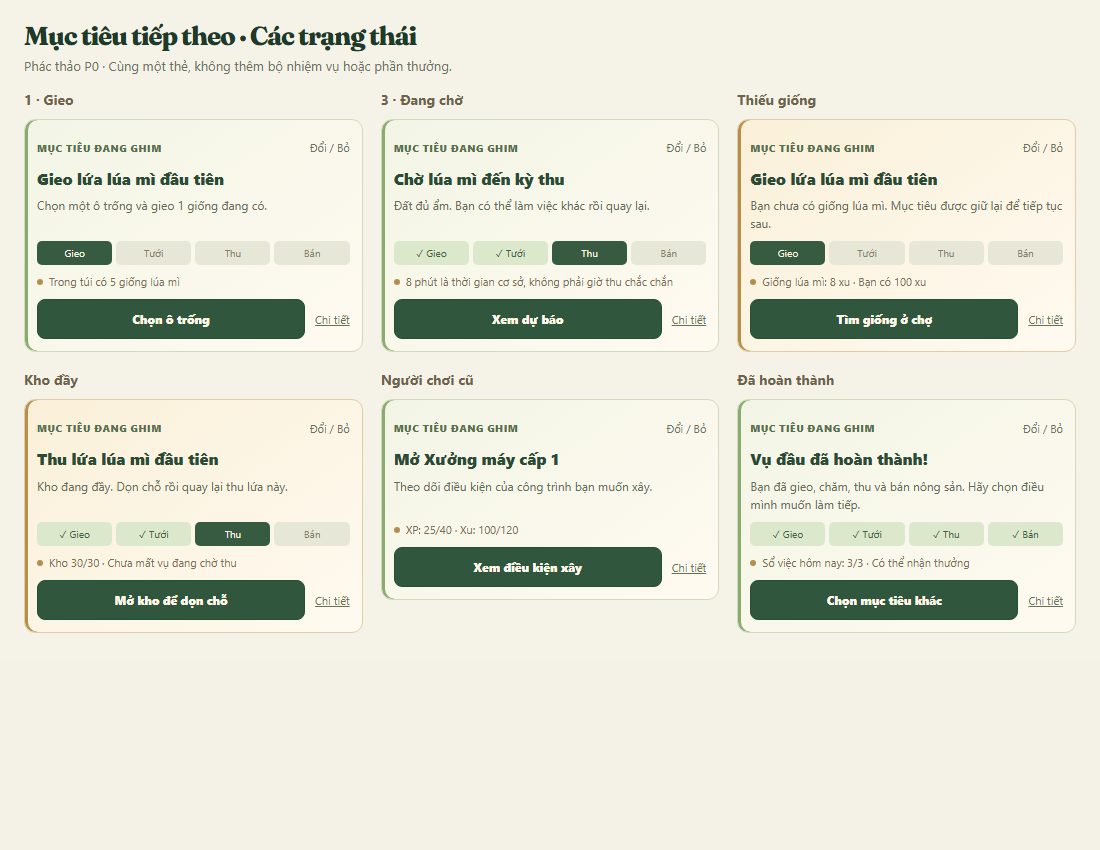 Mục tiêu tiếp theo · Các trạng thái
Phác thảo P0 · Cùng một thẻ, không thêm bộ nhiệm vụ hoặc phần thưởng.
1 · Gieo
MỤC TIÊU ĐANG GHIM
Đổi / Bỏ
Gieo lứa lúa mì đầu tiên
Chọn một ô trống và gieo 1 giống đang có.
Gieo
Tưới
Thu
Bán
Trong túi có 5 giống lúa mì
Chọn ô trống
Chi tiết
3 · Đang chờ
MỤC TIÊU ĐANG GHIM
Đổi / Bỏ
Chờ lúa mì đến kỳ thu
Đất đủ ẩm. Bạn có thể làm việc khác rồi quay lại.
✓ Gieo
✓ Tưới
Thu
Bán
8 phút là thời gian cơ sở, không phải giờ thu chắc chắn
Xem dự báo
Chi tiết
Thiếu giống
MỤC TIÊU ĐANG GHIM
Đổi / Bỏ
Gieo lứa lúa mì đầu tiên
Bạn chưa có giống lúa mì. Mục tiêu được giữ lại để tiếp tục
sau.
Gieo
Tưới
Thu
Bán
Giống lúa mì: 8 xu · Bạn có 100 xu
Tìm giống ở chợ
Chi tiết
Kho đầy
MỤC TIÊU ĐANG GHIM
Đổi / Bỏ
Thu lứa lúa mì đầu tiên
Kho đang đầy. Dọn chỗ rồi quay lại thu lứa này.
✓ Gieo
✓ Tưới
Thu
Bán
Kho 30/30 · Chưa mất vụ đang chờ thu
Mở kho để dọn chỗ
Chi tiết
Người chơi cũ
MỤC TIÊU ĐANG GHIM
Đổi / Bỏ
Mở Xưởng máy cấp 1
Theo dõi điều kiện của công trình bạn muốn xây.
XP: 25/40 · Xu: 100/120
Xem điều kiện xây
Chi tiết
Đã hoàn thành
MỤC TIÊU ĐANG GHIM
Đổi / Bỏ
Vụ đầu đã hoàn thành!
Bạn đã gieo, chăm, thu và bán nông sản. Hãy chọn điều
mình muốn làm tiếp.
✓ Gieo
✓ Tưới
✓ Thu
✓ Bán
Sổ việc hôm nay: 3/3 · Có thể nhận thưởng
Chọn mục tiêu khác
Chi tiết